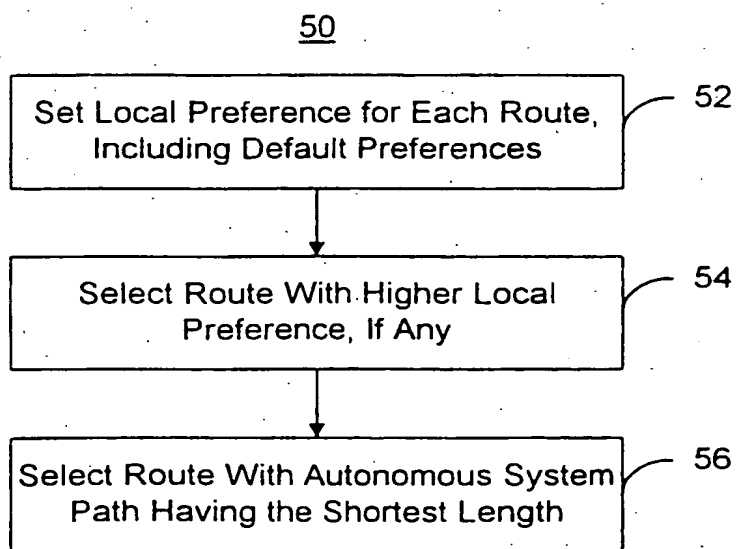 50
Set Local Preference for Each Route,
Including Default Preferences
52
Select Route With Higher Local
Preference, If Any
54
Select Route With Autonomous System
Path Having the Shortest Length
56